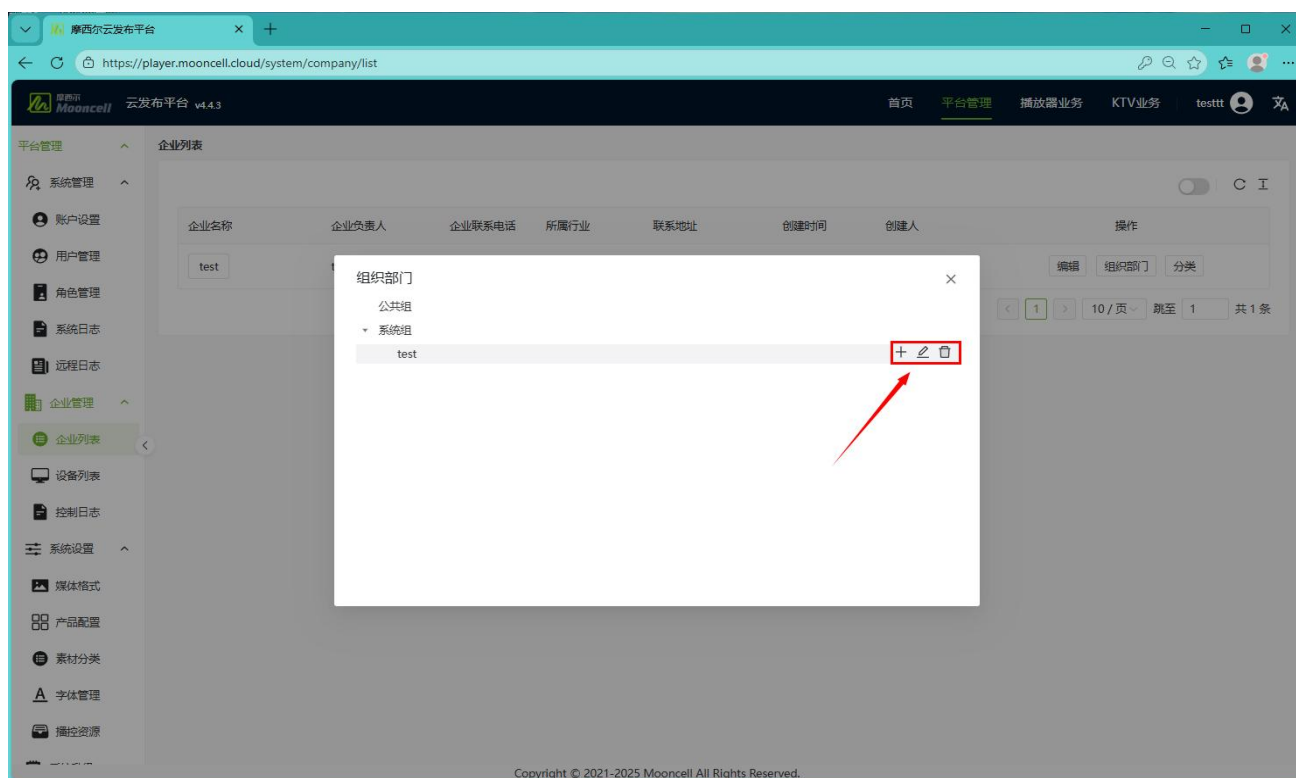 摩西尔云发布平台
https://player.mooncell.cloud/system/company/list
摩西尔 Mooncell 云发布平台 v4.4.3 首页 平台管理 播放器业务 KTV业务 testtt
平台管理
企业列表
系统管理
账户设置
用户管理
角色管理
系统日志
远程日志
企业管理
企业列表
设备列表
控制日志
系统设置
媒体格式
产品配置
素材分类
字体管理
播控资源
企业名称 企业负责人 企业联系电话 所属行业 联系地址 创建时间 创建人 操作
test 编辑 组织部门 分类
1 10 / 页 跳至 1 共 1 条
组织部门
公共组
系统组
test
Copyright © 2021-2025 Mooncell All Rights Reserved.